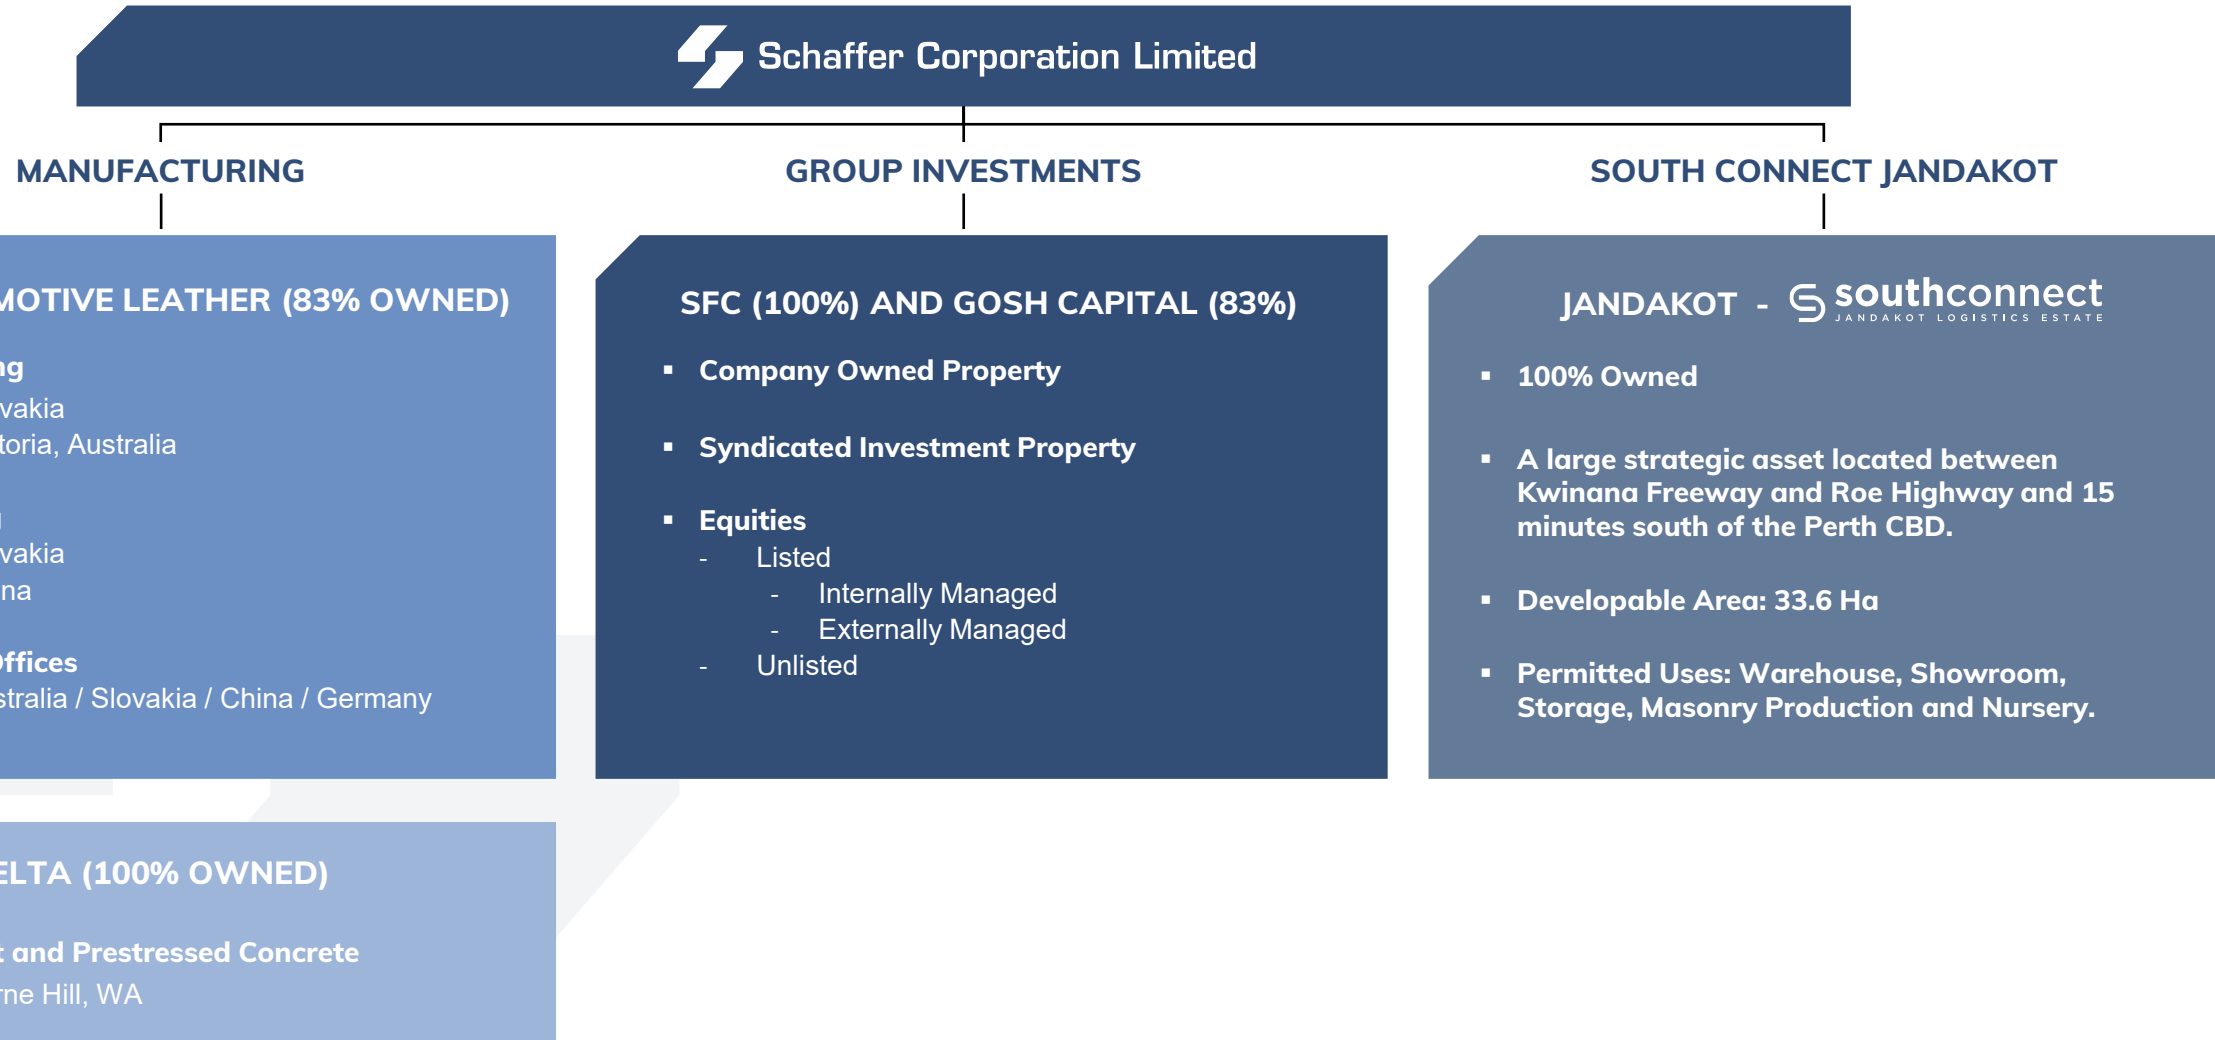 Schaffer Corporation Limited
MANUFACTURING
GROUP INVESTMENTS
SOUTH CONNECT JANDAKOT
MOTIVE LEATHER (83% OWNED)
ng
vakia
toria, Australia
vakia
na
Offices
stralia / Slovakia / China / Germany
ELTA (100% OWNED)
t and Prestressed Concrete
rne Hill, WA
SFC (100%) AND GOSH CAPITAL (83%)
▪ Company Owned Property
▪ Syndicated Investment Property
▪ Equities
- Listed
- Internally Managed
- Externally Managed
- Unlisted
JANDAKOT - southconnect
JANDAKOT LOGISTICS ESTATE
▪ 100% Owned
▪ A large strategic asset located between
Kwinana Freeway and Roe Highway and 15
minutes south of the Perth CBD.
▪ Developable Area: 33.6 Ha
▪ Permitted Uses: Warehouse, Showroom,
Storage, Masonry Production and Nursery.